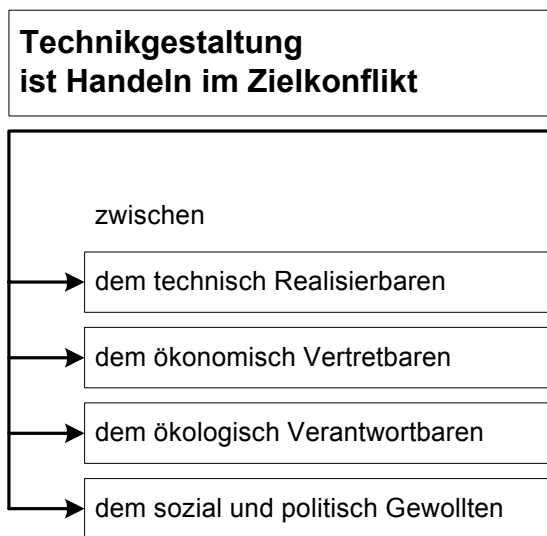 Technikgestaltung
ist Handeln im Zielkonflikt
zwischen
dem technisch Realisierbaren
dem ökonomisch Vertretbaren
dem ökologisch Verantwortbaren
dem sozial und politisch Gewollten